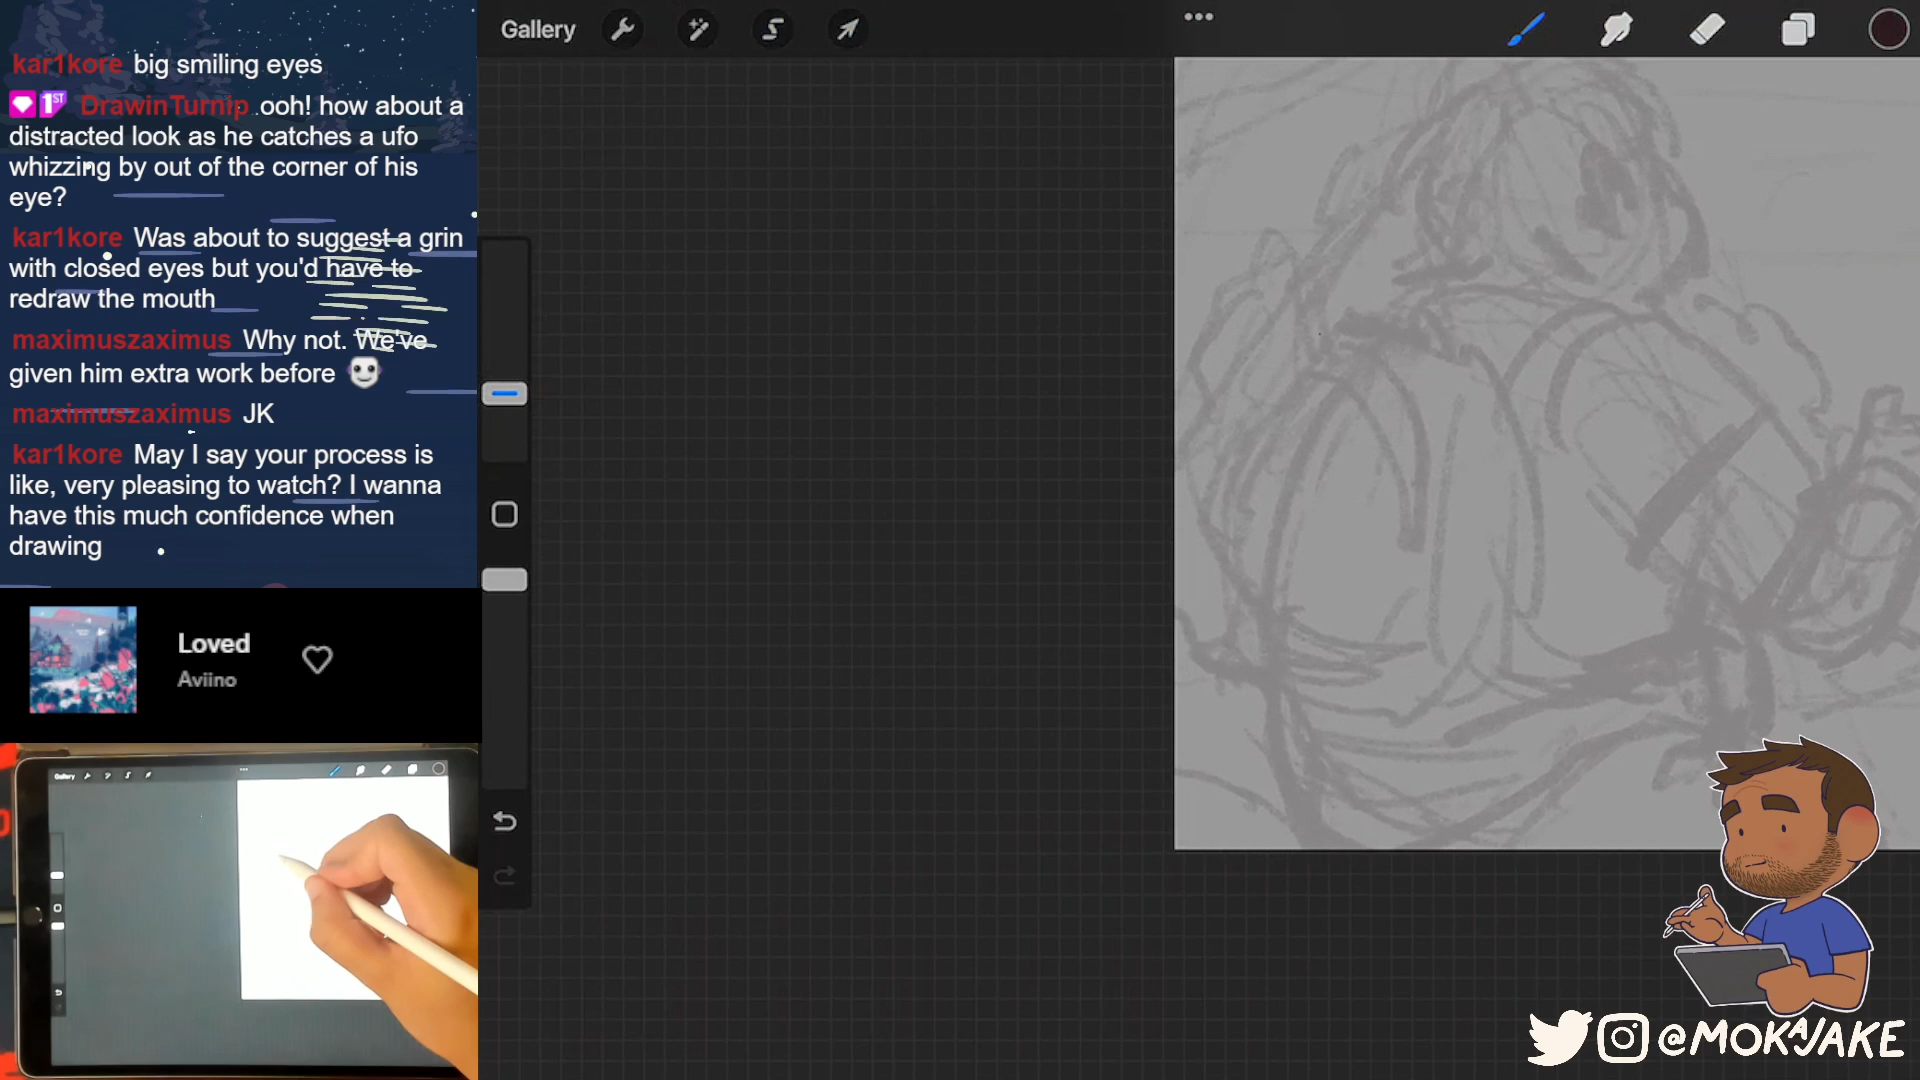 kar1kore big smiling eyes
1ST DrawinTurnip ooh! how about a
distracted look as he catches a ufo
whizzing by out of the corner of his
eye?
kar1kore Was about to suggest a grin
with closed eyes but you'd have to
redraw the mouth
maximuszaximus Why not. We've
given him extra work before
maximuszaximus JK
kar1kore May I say your process is
like, very pleasing to watch? I wanna
have this much confidence when
drawing
Loved
Aviino
Gallery
Gallery
@MOKAJAKE